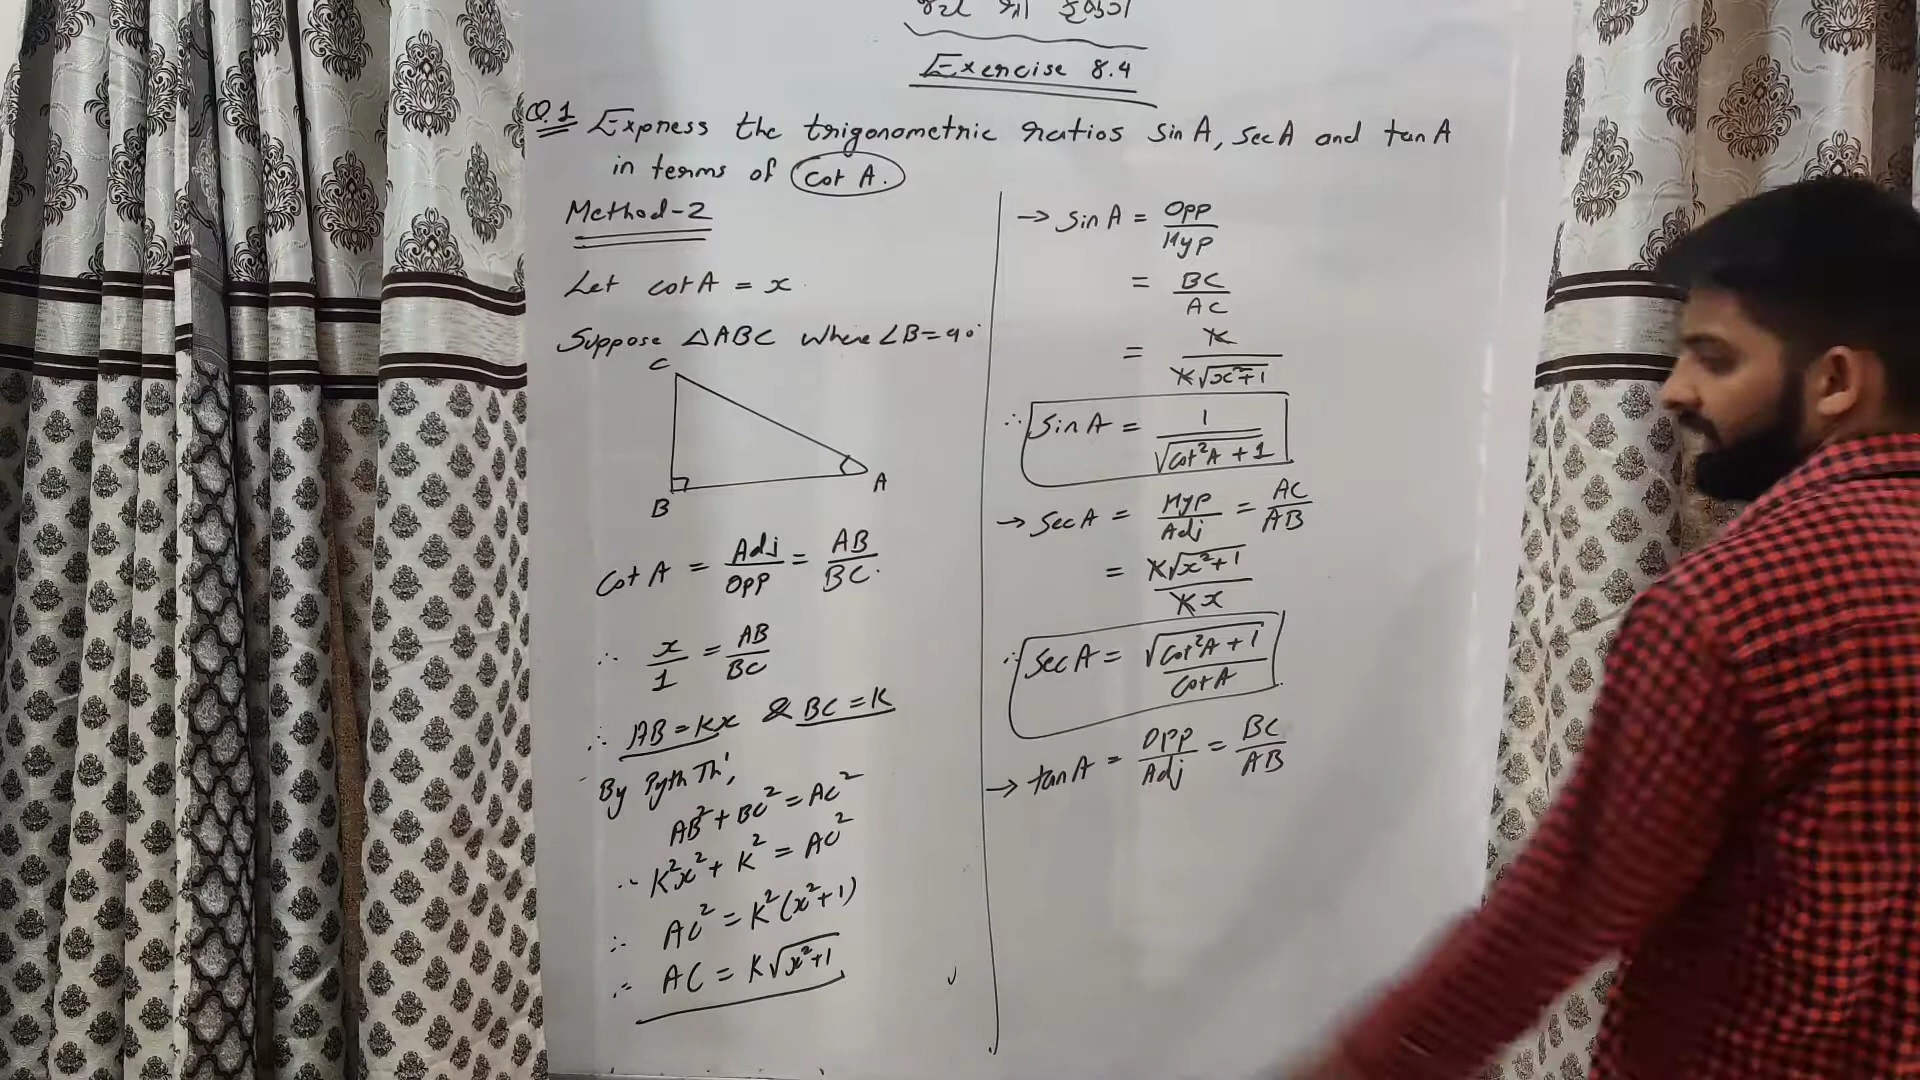 Exercise 8.4
Q.1 Express the trigonometric ratios sin A, sec A and tan A
in terms of cot A.
Method-2
Let cot A = x
Suppose △ABC where ∠B = 90°
C
B
A
cot A = Adj/Opp = AB/BC.
∴ x/1 = AB/BC
∴ AB = Kx & BC = K
By Pyth Th',
AB² + BC² = AC²
∴ K²x² + K² = AC²
∴ AC² = K²(x²+1)
∴ AC = K√(x²+1)
→ sin A = Opp/Hyp
= BC/AC
= K/K√(x²+1)
∴ sin A = 1/√(cot²A + 1)
→ sec A = Hyp/Adj = AC/AB
= K√(x²+1)/Kx
∴ sec A = √(cot²A + 1)/cot A
→ tan A = Opp/Adj = BC/AB